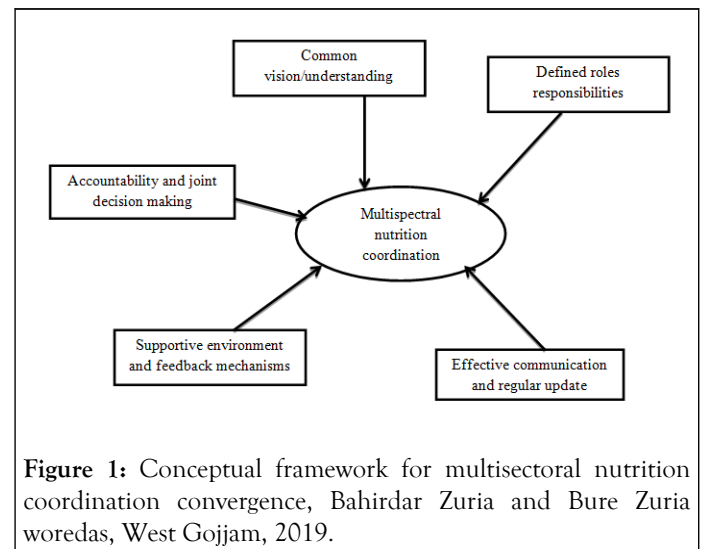 Common
vision/understanding
Defined roles
responsibilities
Accountability and joint
decision making
Multispectral
nutrition
coordination
Supportive environment
and feedback mechanisms
Effective communication
and regular update
Figure 1: Conceptual framework for multisectoral nutrition
coordination convergence, Bahirdar Zuria and Bure Zuria
woredas, West Gojjam, 2019.